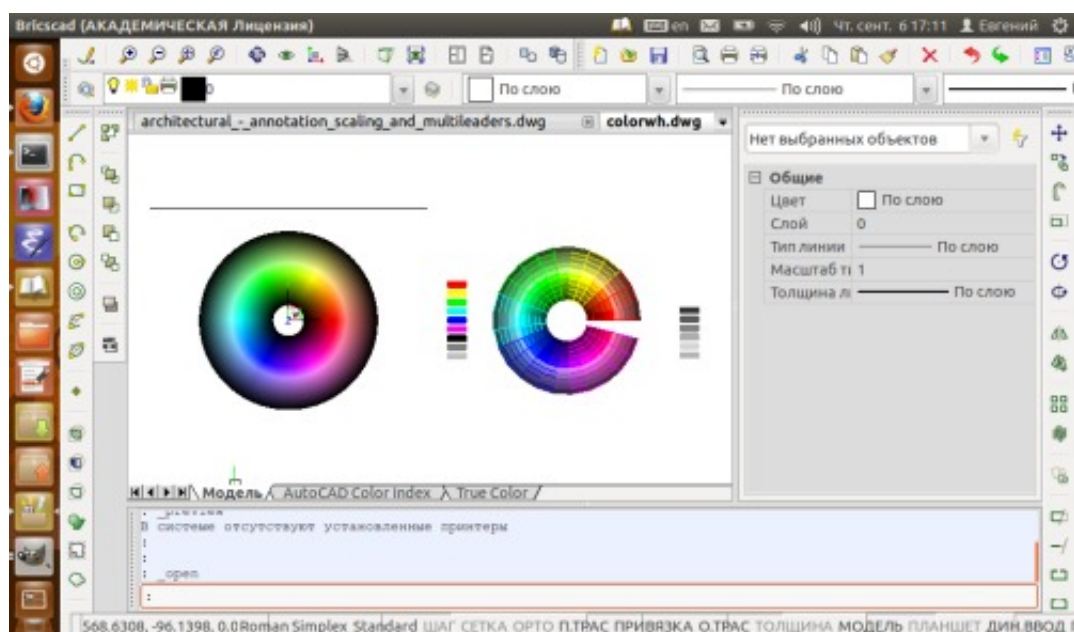 Bricscad (АКАДЕМИЧЕСКАЯ Лицензия)
en
Чт. сент. 6 17:11
Евгений
0
По слою
По слою
architectural_-_annotation_scaling_and_multileaders.dwg
colorwh.dwg
Нет выбранных объектов
Общие
Цвет По слою
Слой 0
Тип линии По слою
Масштаб ти 1
Толщина л По слою
Модель
AutoCAD Color Index
True Color
: _preview
В системе отсутствуют установленные принтеры
:
:
: _open
:
568.6308, -96.1398, 0.0 Roman Simplex Standard ШАГ СЕТКА ОРТО П.ТРАС ПРИВЯЗКА О.ТРАС ТОЛЩИНА МОДЕЛЬ ПЛАНШЕТ ДИН.ВВОД